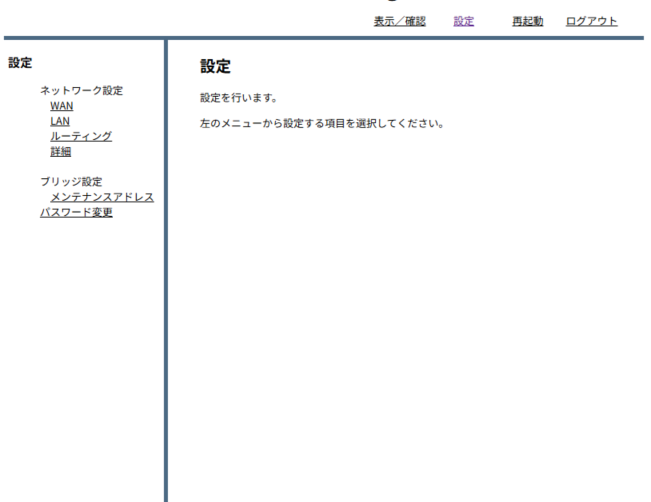 表示／確認 設定 再起動 ログアウト
設定
ネットワーク設定
WAN
LAN
ルーティング
詳細
ブリッジ設定
メンテナンスアドレス
パスワード変更
設定
設定を行います。
左のメニューから設定する項目を選択してください。